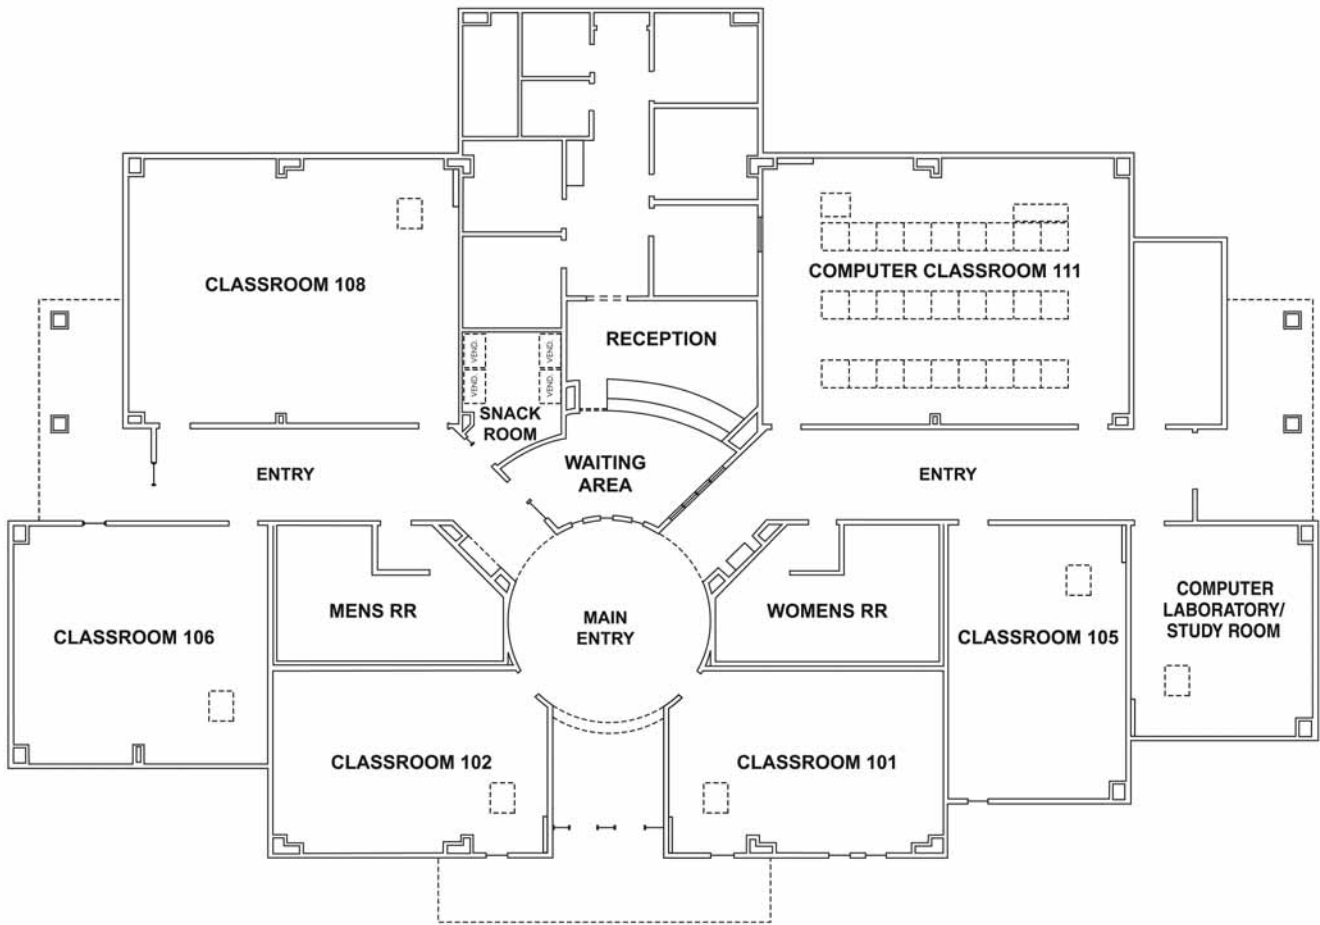 CLASSROOM 108
COMPUTER CLASSROOM 111
RECEPTION
VEND.
VEND.
VEND.
VEND.
SNACK
ROOM
WAITING
AREA
ENTRY
ENTRY
MENS RR
MAIN
ENTRY
WOMENS RR
COMPUTER
LABORATORY/
STUDY ROOM
CLASSROOM 106
CLASSROOM 105
CLASSROOM 102
CLASSROOM 101